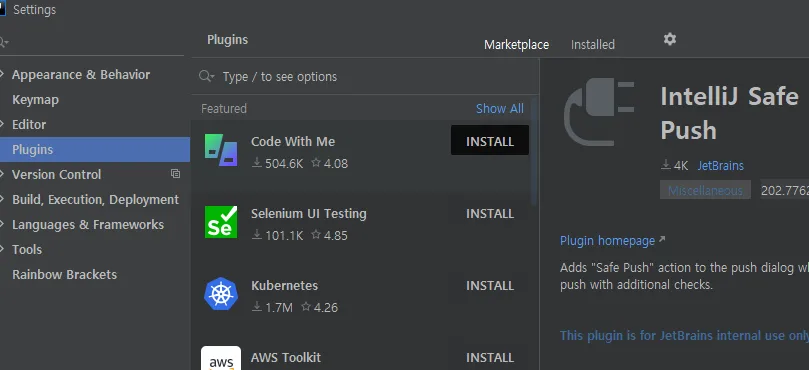 Settings
Plugins
Marketplace
Installed
Type / to see options
Appearance & Behavior
Keymap
Editor
Plugins
Version Control
Build, Execution, Deployment
Languages & Frameworks
Tools
Rainbow Brackets
Featured
Show All
Code With Me
504.6K
4.08
INSTALL
Se
Selenium UI Testing
101.1K
4.85
INSTALL
Kubernetes
1.7M
4.26
INSTALL
aws
AWS Toolkit
INSTALL
IntelliJ Safe
Push
4K
JetBrains
Miscellaneous
202.7762
Plugin homepage
Adds "Safe Push" action to the push dialog
push with additional checks.
This plugin is for JetBrains internal use only